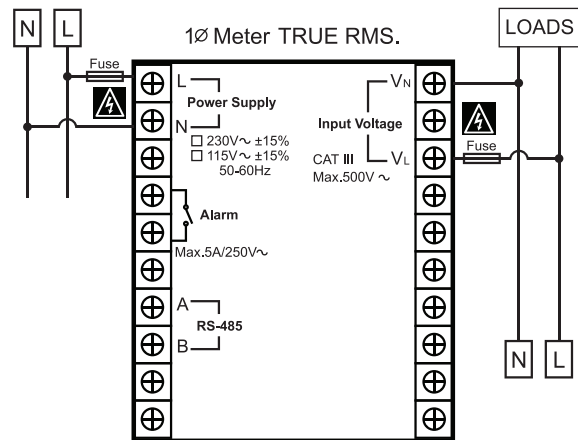 N L
1Ø Meter TRUE RMS.
LOADS
Fuse
L
Power Supply
N
230V~ ±15%
115V~ ±15%
50-60Hz
Alarm
Max.5A/250V~
A
RS-485
B
VN
Input Voltage
VL
CAT III
Max.500V ~
Fuse
N L